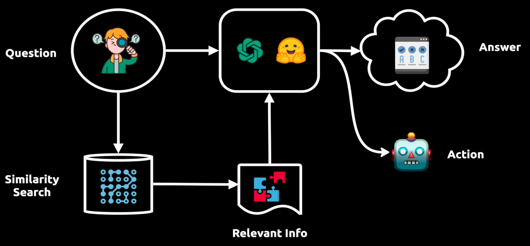 Question
Answer
A B C
Action
Similarity
Search
Relevant Info